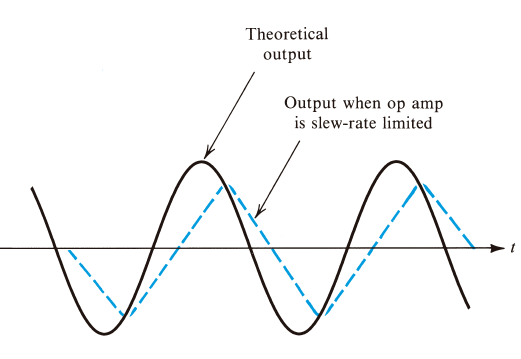 Theoretical
output
Output when op amp
is slew-rate limited
t